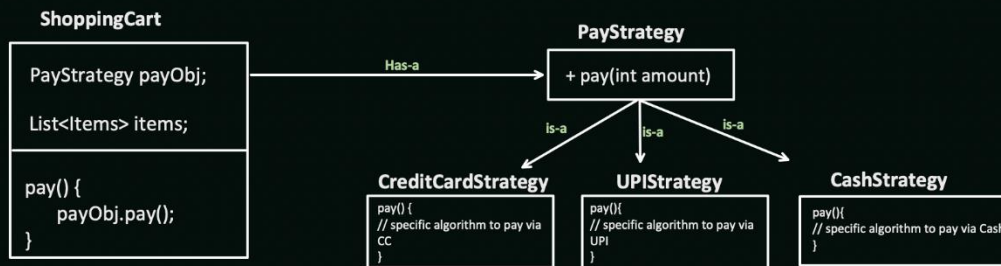 ShoppingCart
PayStrategy payObj;
List<Items> items;
pay() {
payObj.pay();
}
Has-a
PayStrategy
+ pay(int amount)
is-a
is-a
is-a
CreditCardStrategy
pay() {
// specific algorithm to pay via
CC
}
UPIStrategy
pay(){
// specific algorithm to pay via
UPI
}
CashStrategy
pay(){
// specific algorithm to pay via Cash
}